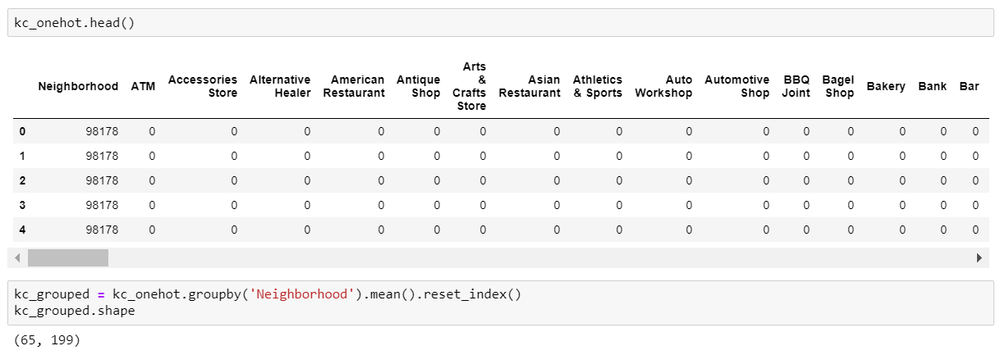 kc_onehot.head()
Neighborhood ATM Accessories Store Alternative Healer American Restaurant Antique Shop Arts & Crafts Store Asian Restaurant Athletics & Sports Auto Workshop Automotive Shop BBQ Joint Bagel Shop Bakery Bank Bar
0 98178 0 0 0 0 0 0 0 0 0 0 0 0 0 0 0
1 98178 0 0 0 0 0 0 0 0 0 0 0 0 0 0 0
2 98178 0 0 0 0 0 0 0 0 0 0 0 0 0 0 0
3 98178 0 0 0 0 0 0 0 0 0 0 0 0 0 0 0
4 98178 0 0 0 0 0 0 0 0 0 0 0 0 0 0 0
kc_grouped = kc_onehot.groupby('Neighborhood').mean().reset_index()
kc_grouped.shape
(65, 199)